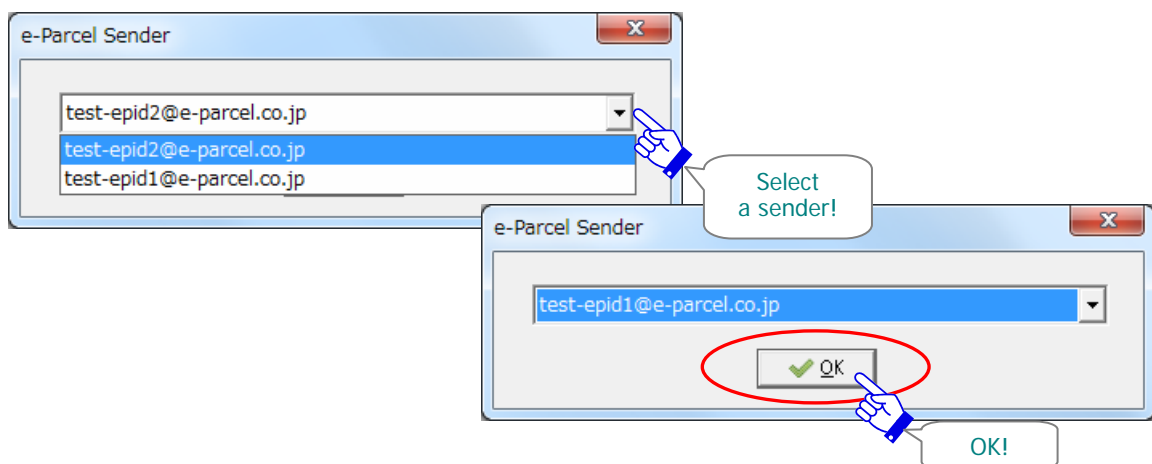 e-Parcel Sender
test-epid2@e-parcel.co.jp
test-epid2@e-parcel.co.jp
test-epid1@e-parcel.co.jp
Select
a sender!
e-Parcel Sender
test-epid1@e-parcel.co.jp
OK
OK!